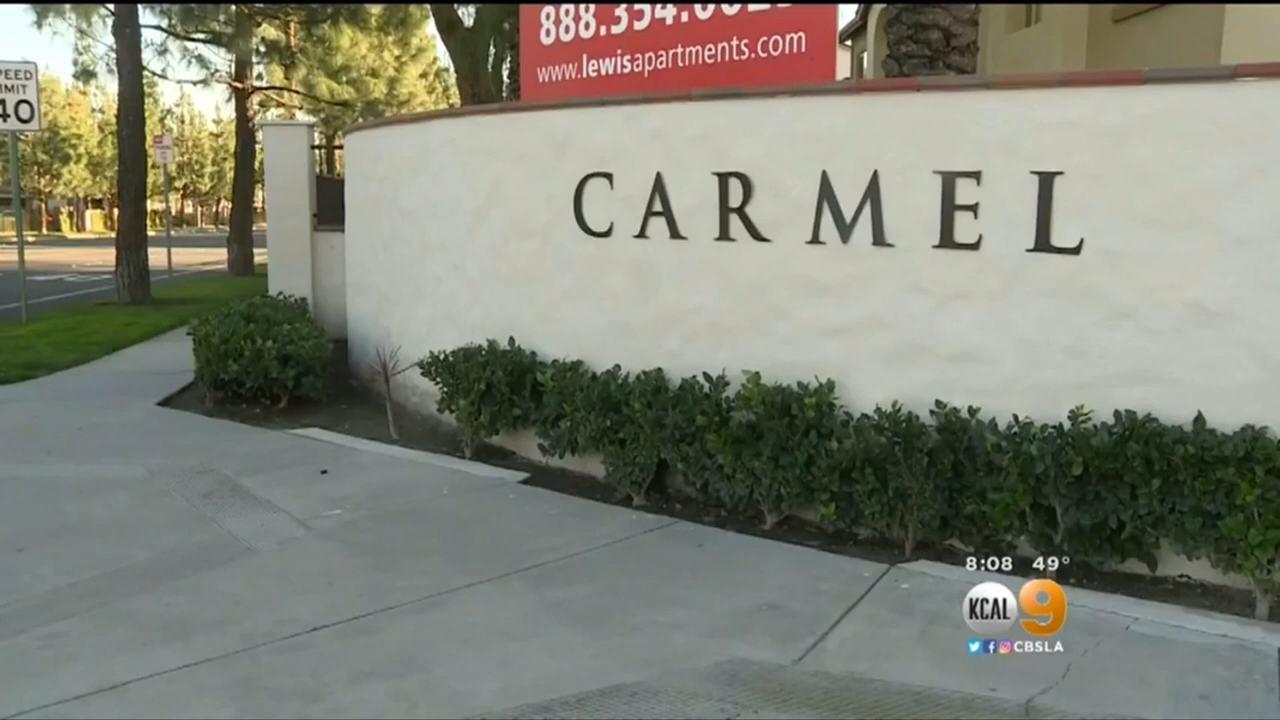 888.354.
www.lewisapartments.com
SPEED
LIMIT
40
CARMEL
8:08 49°
KCAL 9
CBSLA